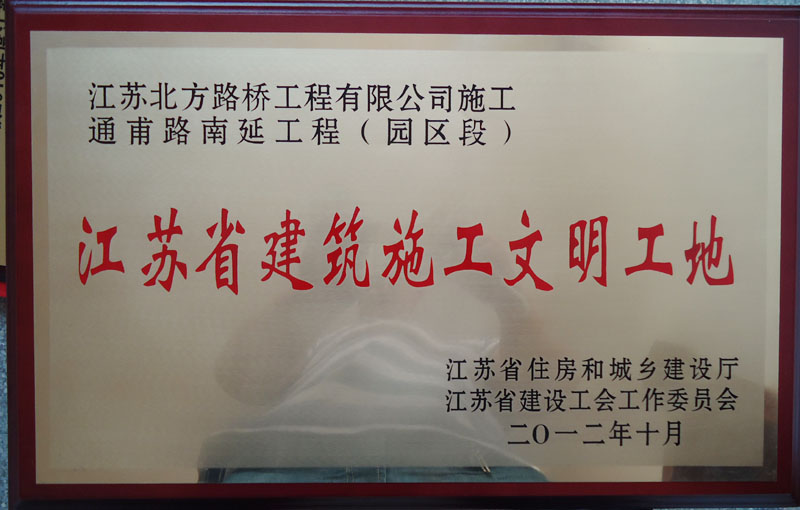 江苏北方路桥工程有限公司施工
通甫路南延工程（园区段）
江苏省建筑施工文明工地
江苏省住房和城乡建设厅
江苏省建设工会工作委员会
二〇一二年十月